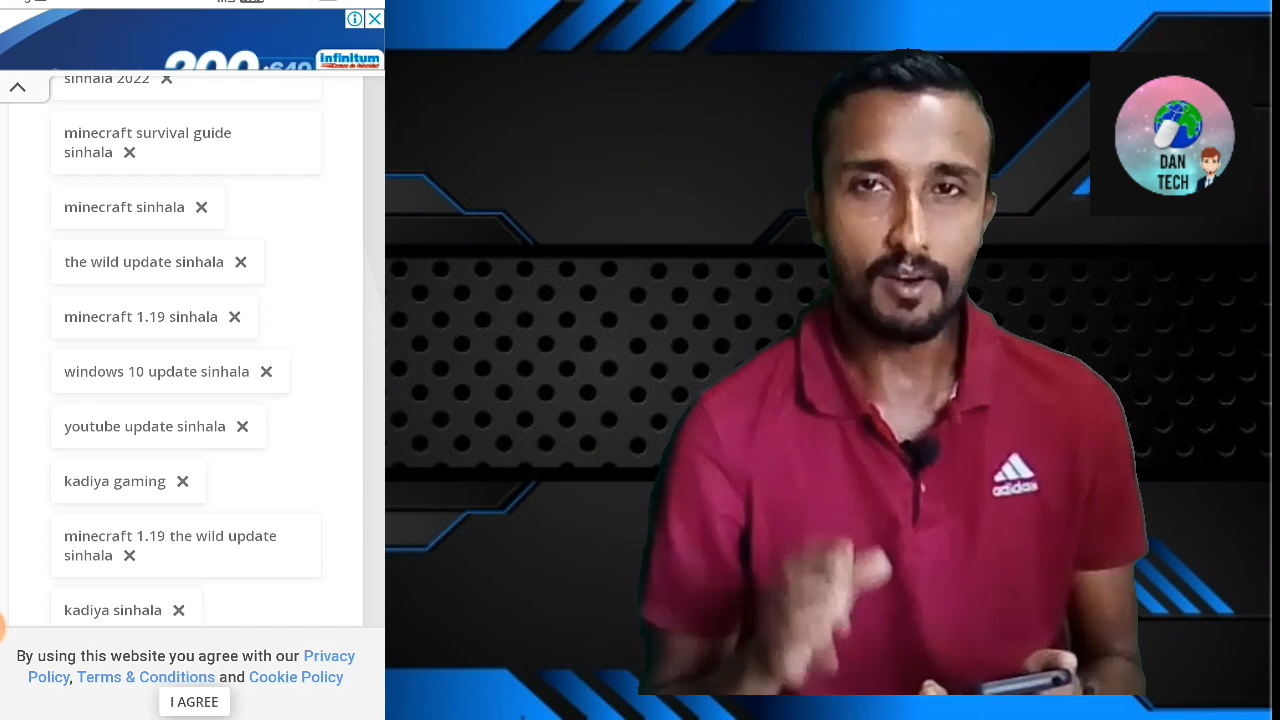 infinitum
sinhala 2022 ×
minecraft survival guide
sinhala ×
minecraft sinhala ×
the wild update sinhala ×
minecraft 1.19 sinhala ×
windows 10 update sinhala ×
youtube update sinhala ×
kadiya gaming ×
minecraft 1.19 the wild update
sinhala ×
kadiya sinhala ×
By using this website you agree with our Privacy
Policy, Terms & Conditions and Cookie Policy
I AGREE
DAN
TECH
adidas